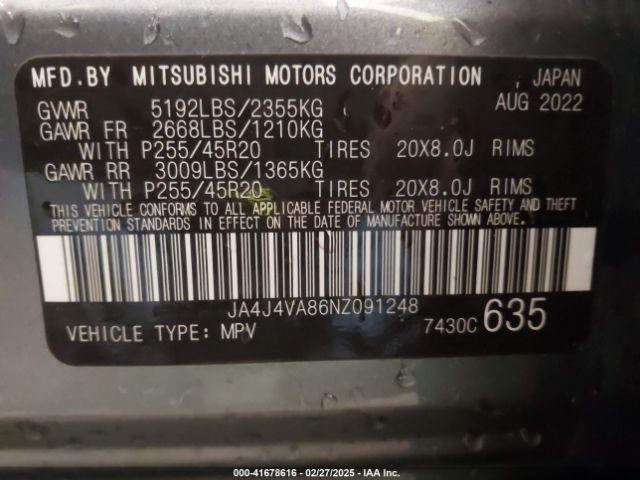 MFD.BY MITSUBISHI MOTORS CORPORATION , JAPAN
GVWR 5192LBS/2355KG AUG 2022
GAWR FR 2668LBS/1210KG
WITH P255/45R20 TIRES 20X8.0J RIMS
GAWR RR 3009LBS/1365KG
WITH P255/45R20 TIRES 20X8.0J RIMS
THIS VEHICLE CONFORMS TO ALL APPLICABLE FEDERAL MOTOR VEHICLE SAFETY AND THEFT
PREVENTION STANDARDS IN EFFECT ON THE DATE OF MANUFACTURE SHOWN ABOVE.
JA4J4VA86NZ091248
VEHICLE TYPE: MPV 7430C 635
000-41678616 - 02/27/2025 - IAA Inc.